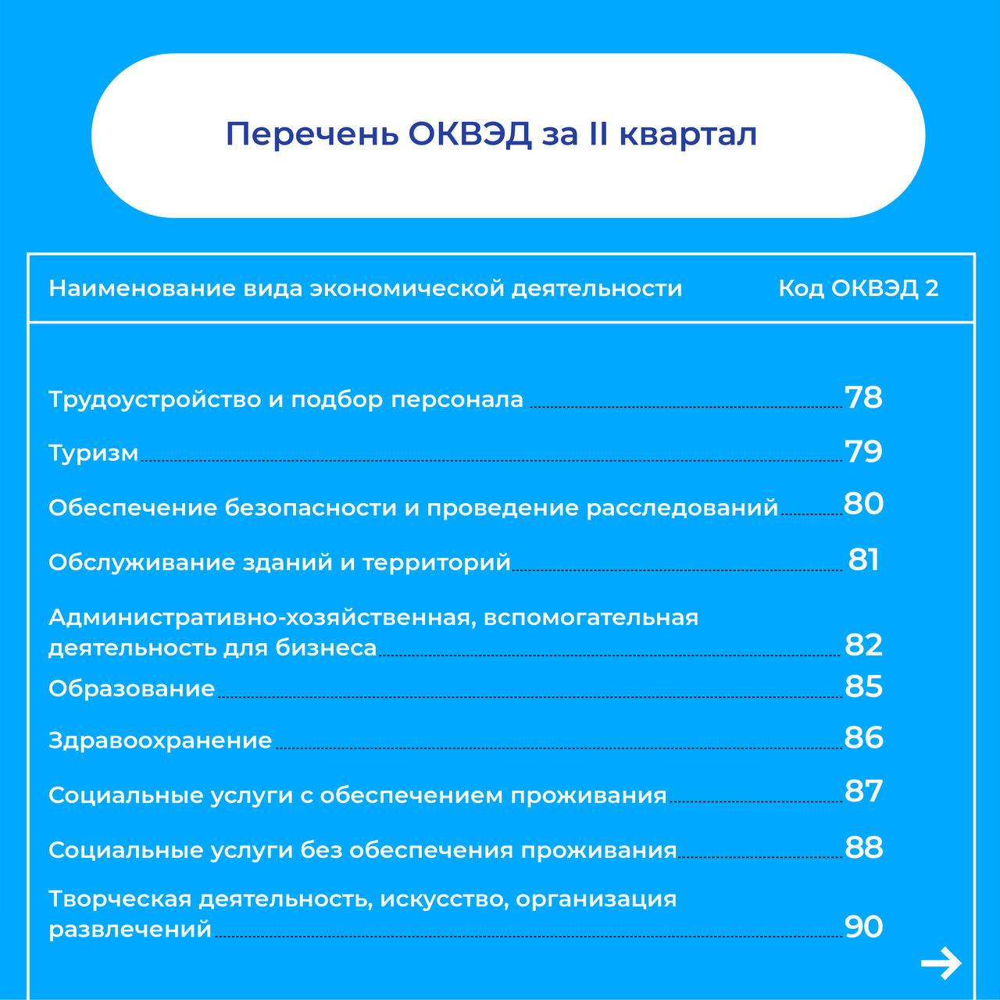 Перечень ОКВЭД за II квартал
Наименование вида экономической деятельности Код ОКВЭД 2
Трудоустройство и подбор персонала 78
Туризм 79
Обеспечение безопасности и проведение расследований 80
Обслуживание зданий и территорий 81
Административно-хозяйственная, вспомогательная
деятельность для бизнеса 82
Образование 85
Здравоохранение 86
Социальные услуги с обеспечением проживания 87
Социальные услуги без обеспечения проживания 88
Творческая деятельность, искусство, организация
развлечений 90